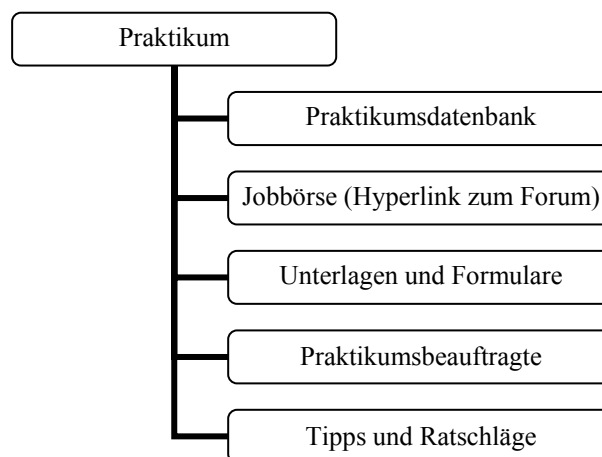 Praktikum
Praktikumsdatenbank
Jobbörse (Hyperlink zum Forum)
Unterlagen und Formulare
Praktikumsbeauftragte
Tipps und Ratschläge